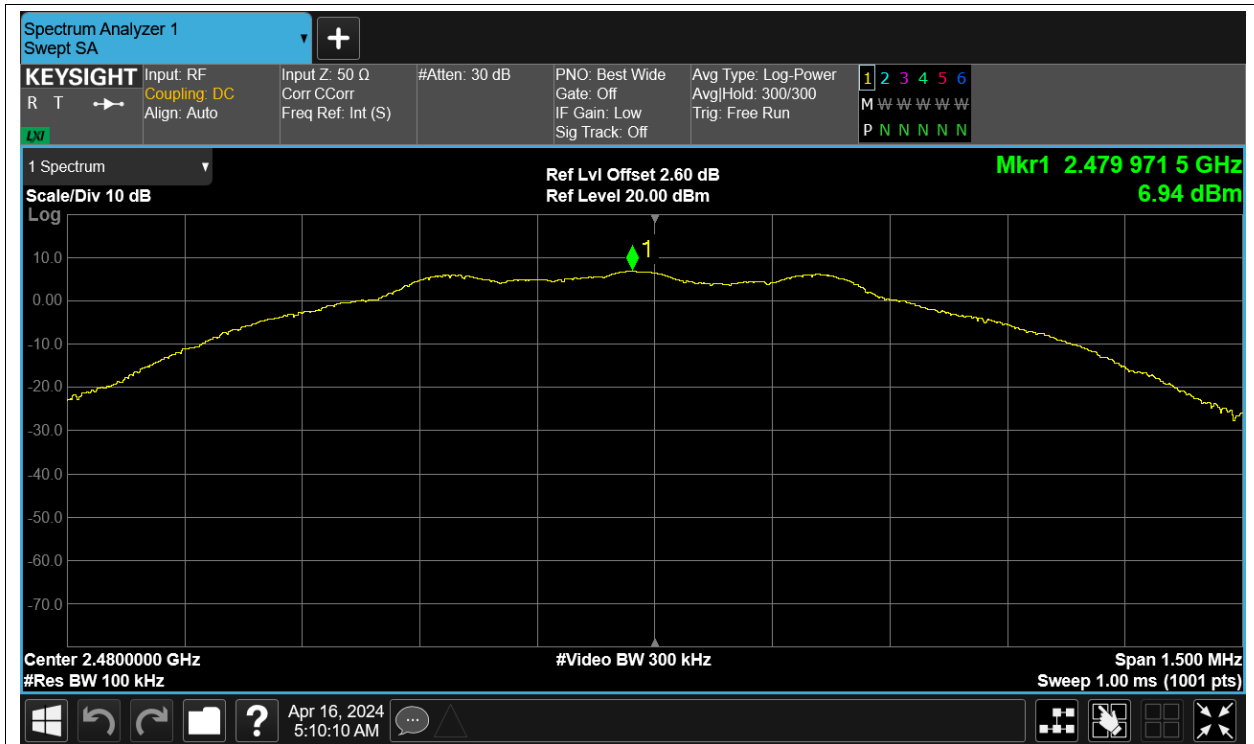 Spectrum Analyzer 1
Swept SA
+
KEYSIGHT
R T
LXI
Input: RF
Coupling: DC
Align: Auto
Input Z: 50 Ω
Corr CCorr
Freq Ref: Int (S)
#Atten: 30 dB
PNO: Best Wide
Gate: Off
IF Gain: Low
Sig Track: Off
Avg Type: Log-Power
Avg|Hold: 300/300
Trig: Free Run
1 2 3 4 5 6
M W W W W W
P N N N N N
1 Spectrum
Scale/Div 10 dB
Log
Ref Lvl Offset 2.60 dB
Ref Level 20.00 dBm
Mkr1 2.479 971 5 GHz
6.94 dBm
1
10.0
0.00
-10.0
-20.0
-30.0
-40.0
-50.0
-60.0
-70.0
Center 2.4800000 GHz
#Res BW 100 kHz
#Video BW 300 kHz
Span 1.500 MHz
Sweep 1.00 ms (1001 pts)
?
Apr 16, 2024
5:10:10 AM